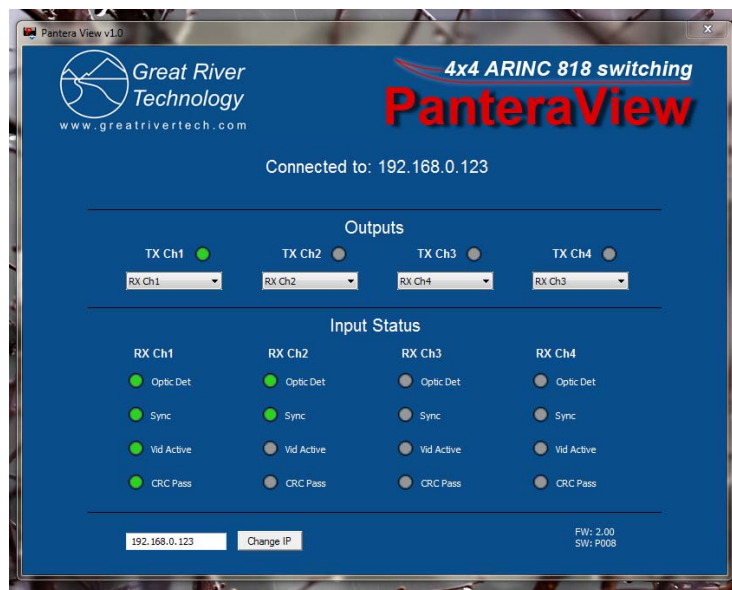 Pantera View v1.0
Great River
Technology
www.greatrivertech.com
4x4 ARINC 818 switching
PanteraView
Connected to: 192.168.0.123
Outputs
TX Ch1 TX Ch2 TX Ch3 TX Ch4
RX Ch1 RX Ch2 RX Ch4 RX Ch3
Input Status
RX Ch1 RX Ch2 RX Ch3 RX Ch4
Optic Det Optic Det Optic Det Optic Det
Sync Sync Sync Sync
Vid Active Vid Active Vid Active Vid Active
CRC Pass CRC Pass CRC Pass CRC Pass
192.168.0.123 Change IP
FW: 2.00
SW: P008